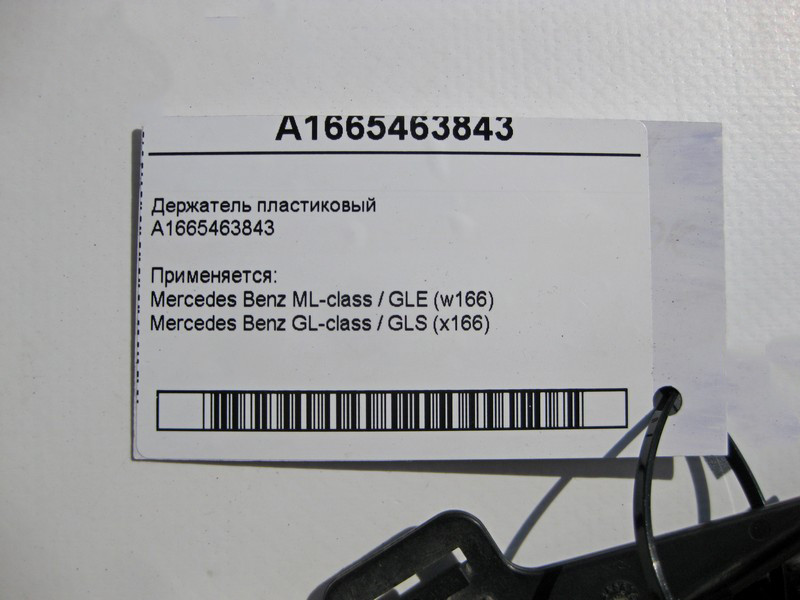 A1665463843
Держатель пластиковый
A1665463843
Применяется:
Mercedes Benz ML-class / GLE (w166)
Mercedes Benz GL-class / GLS (x166)